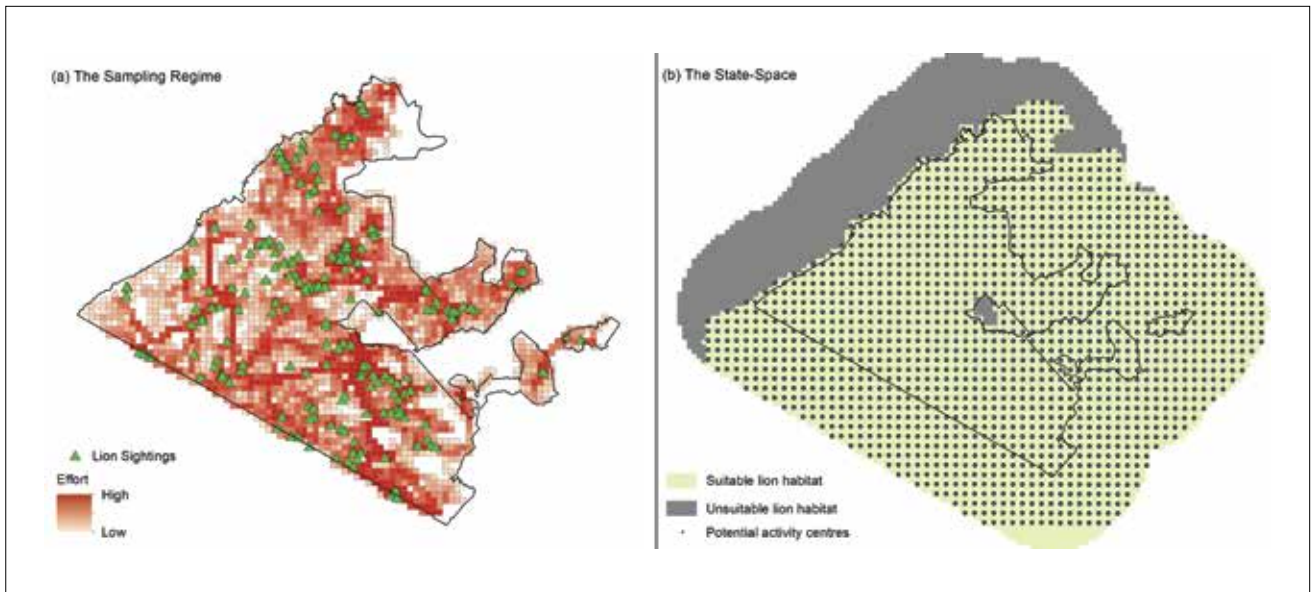 (a) The Sampling Regime
Lion Sightings
Effort
High
Low
(b) The State-Space
Suitable lion habitat
Unsuitable lion habitat
Potential activity centres